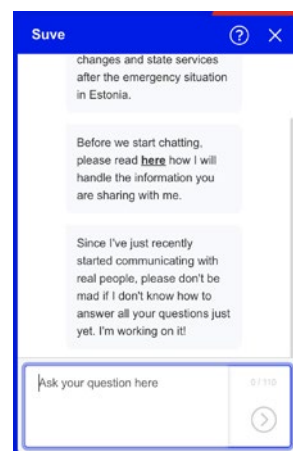 Suve
changes and state services
after the emergency situation
in Estonia.
Before we start chatting,
please read here how I will
handle the information you
are sharing with me.
Since I've just recently
started communicating with
real people, please don't be
mad if I don't know how to
answer all your questions just
yet. I'm working on it!
Ask your question here
0 / 110